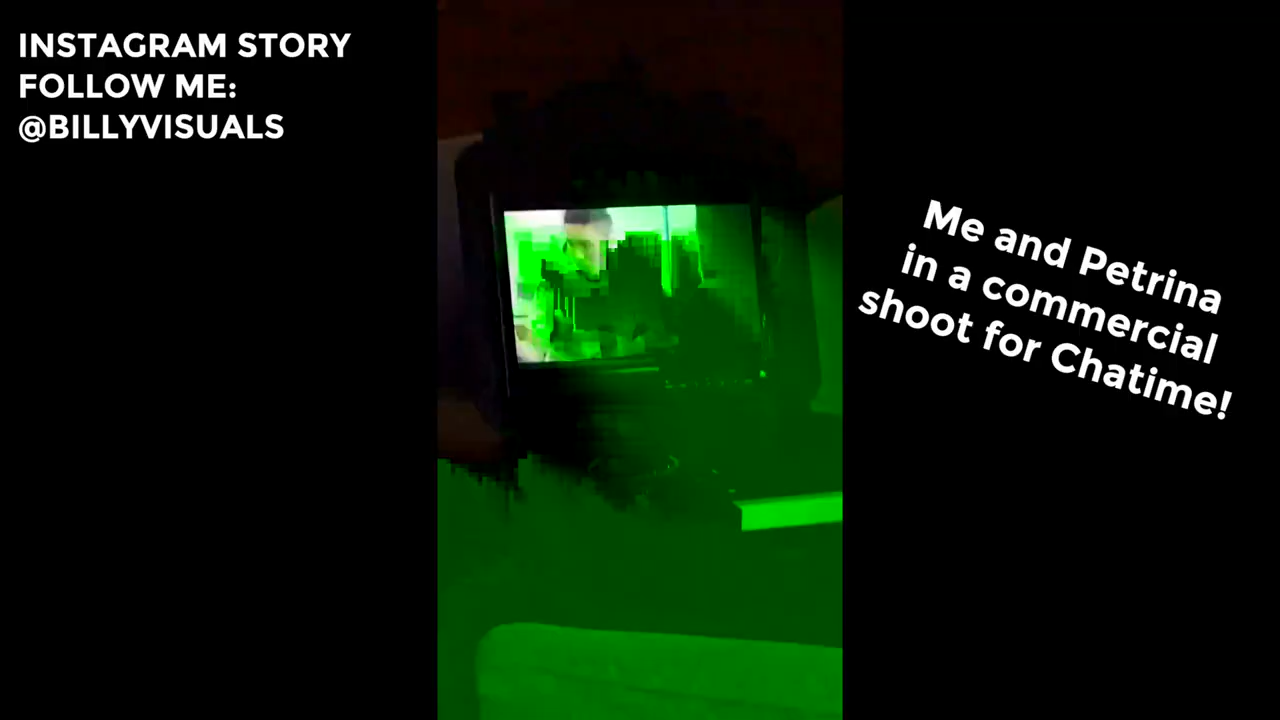 INSTAGRAM STORY
FOLLOW ME:
@BILLYVISUALS
Me and Petrina
in a commercial
shoot for Chatime!